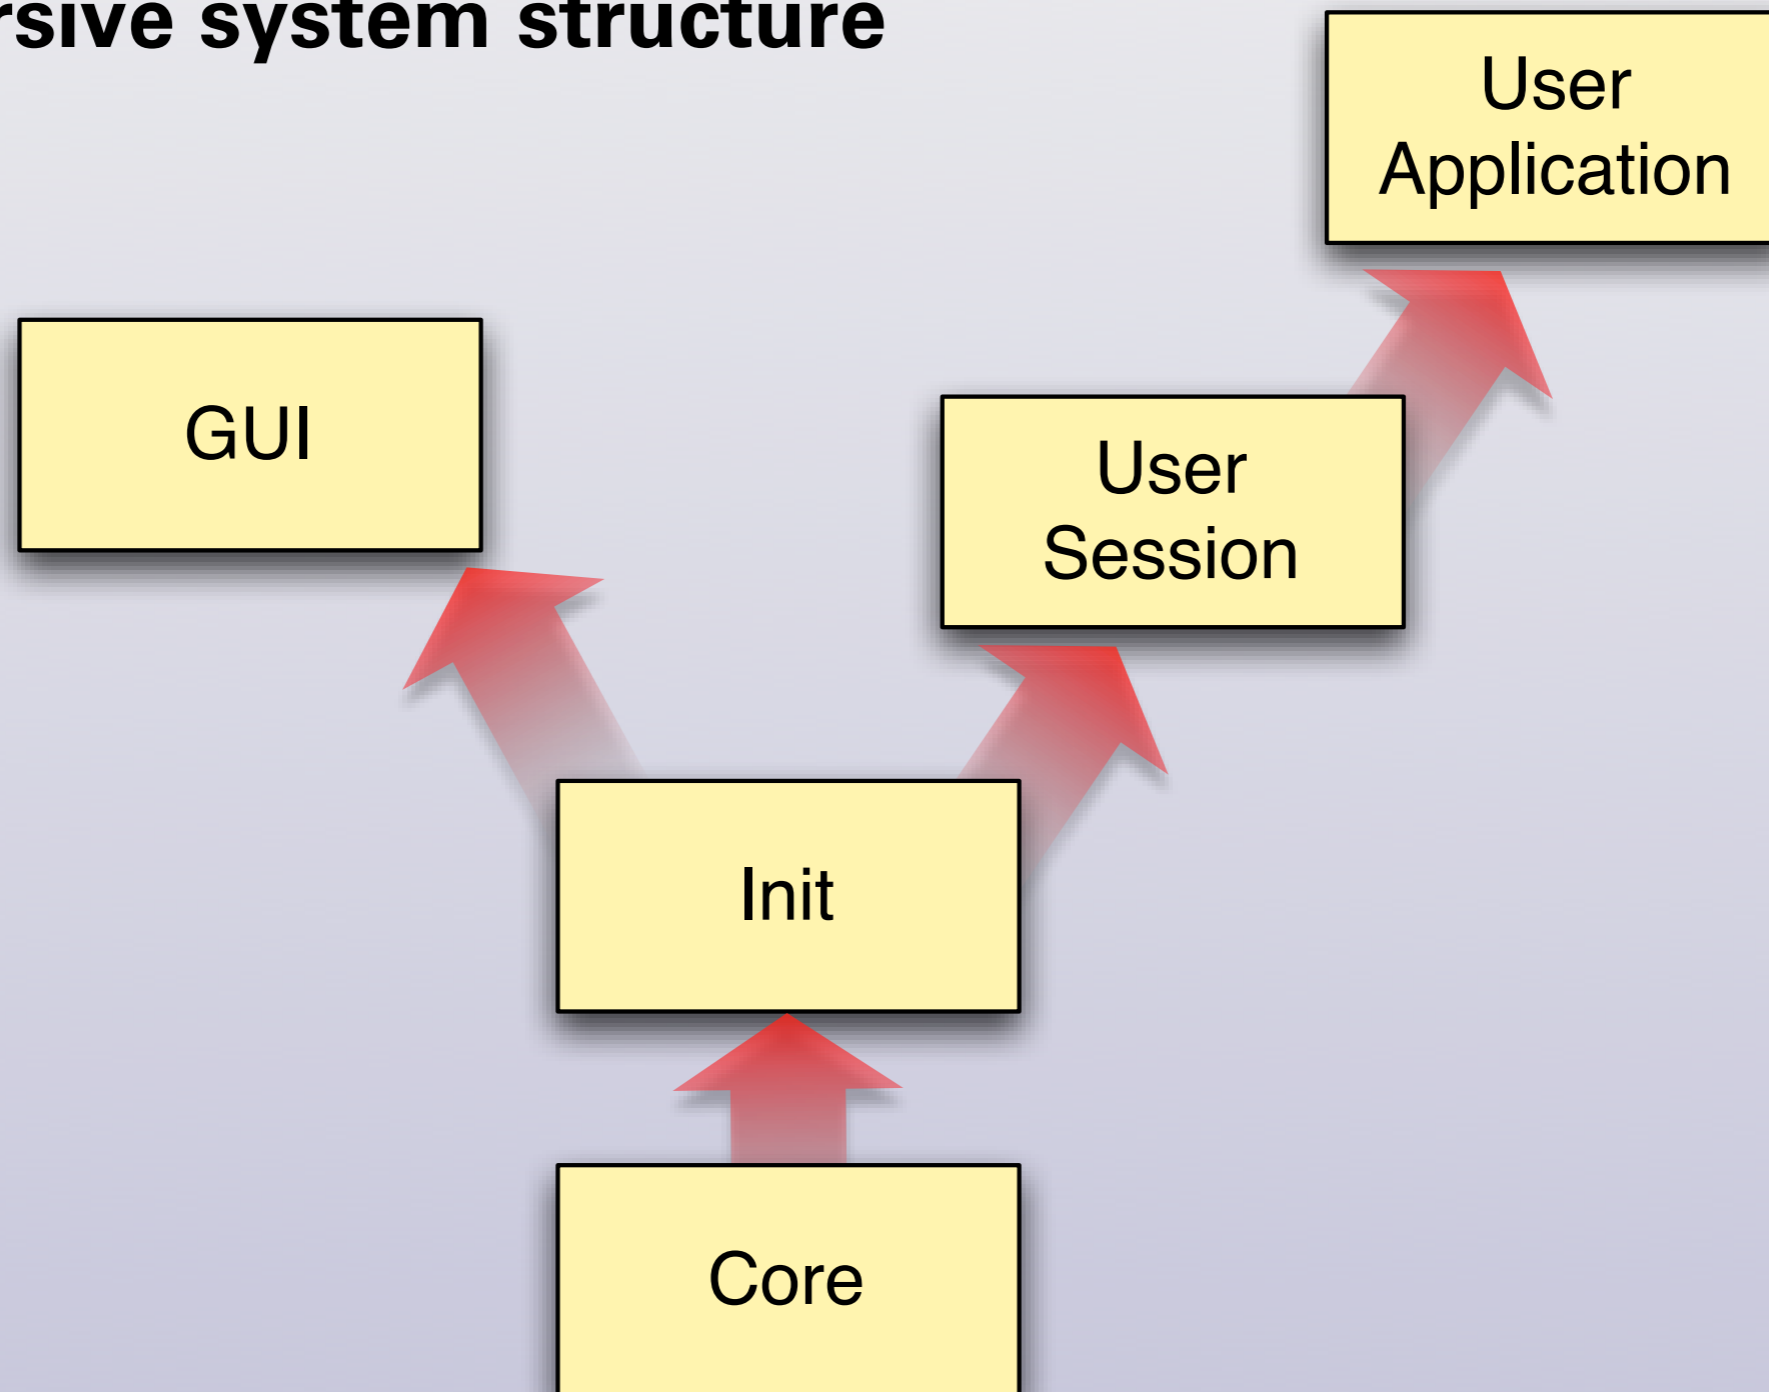 rsive system structure
User
Application
GUI
User
Session
Init
Core